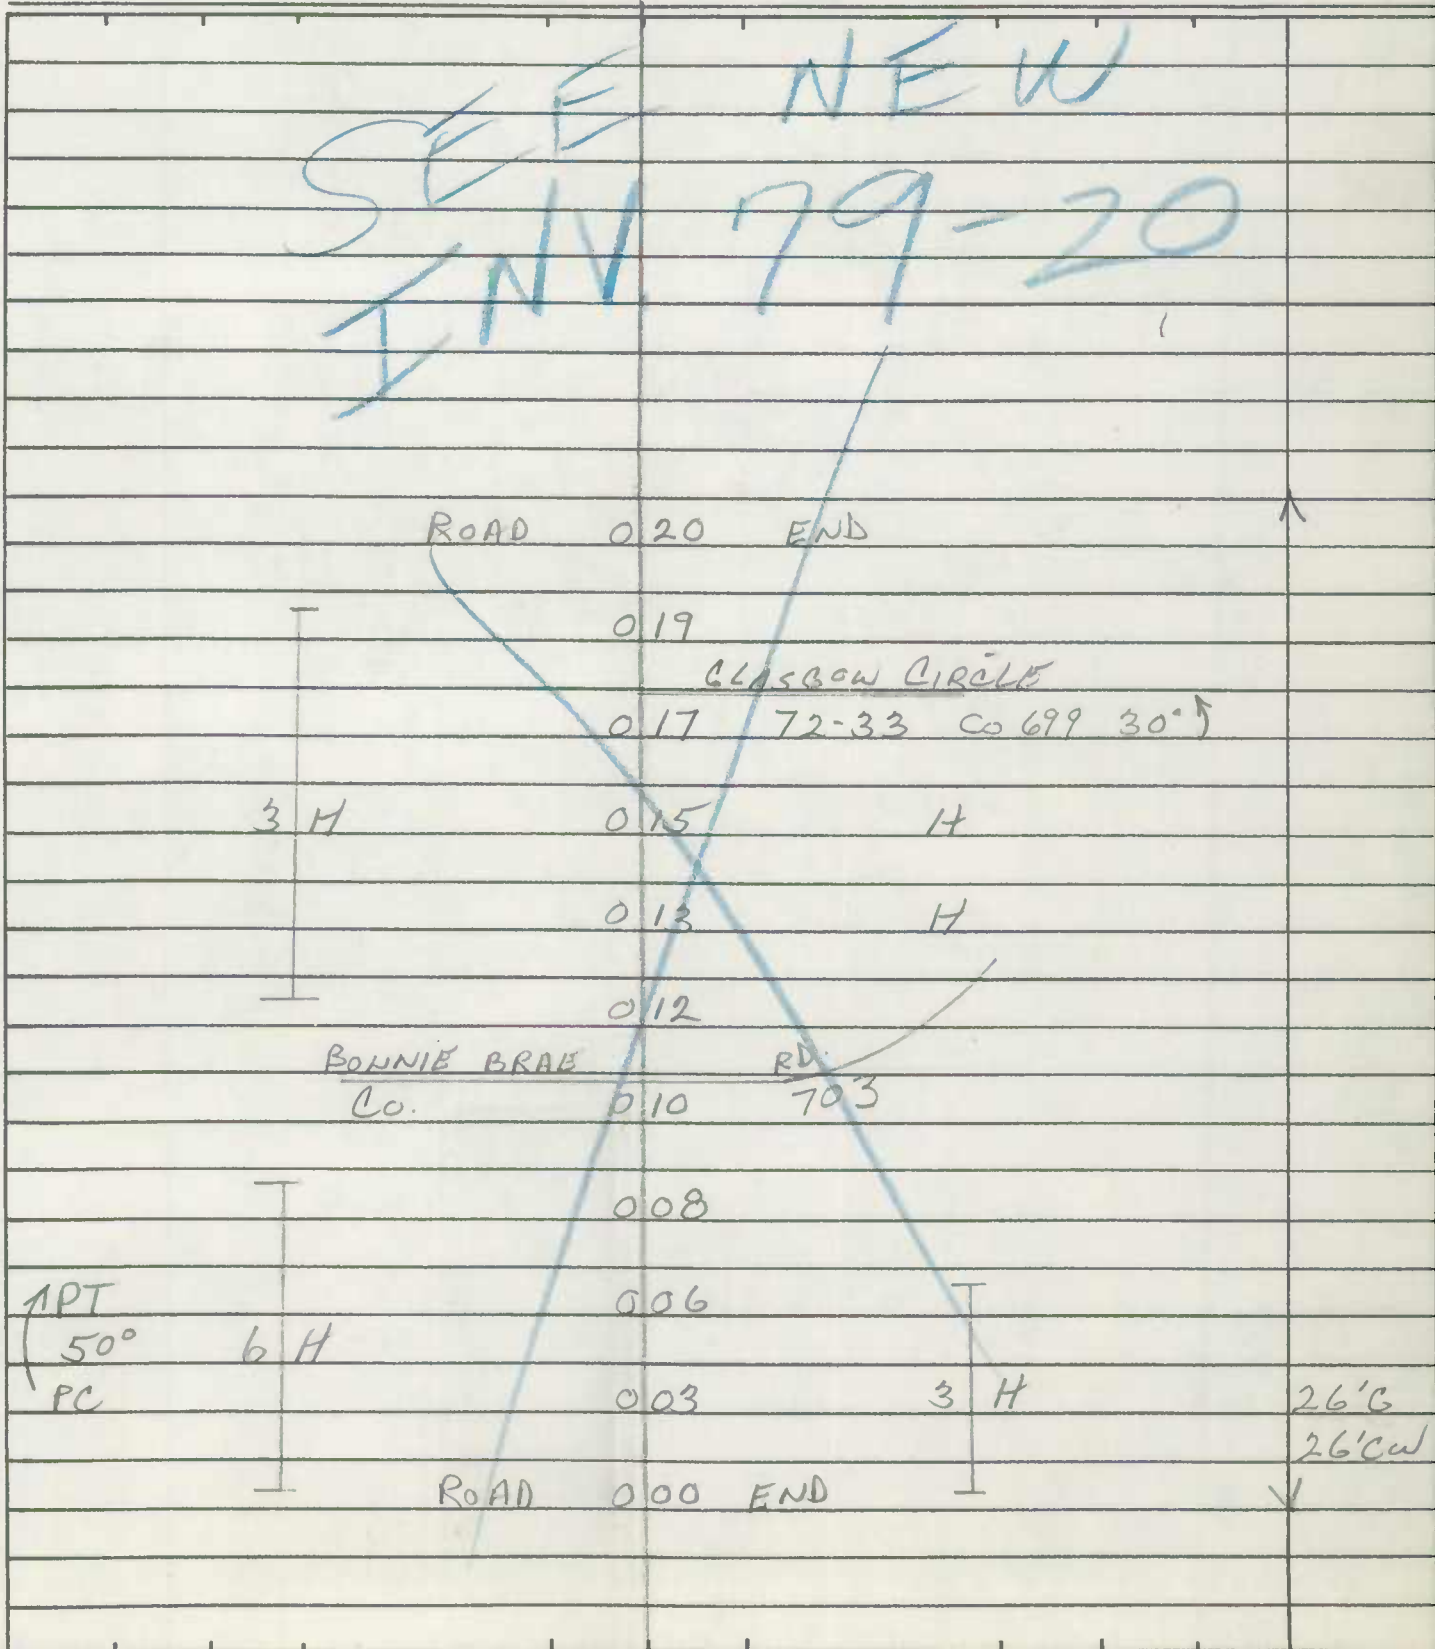 SEE NEW
INV 79-20
ROAD 0 20 END
0 19
GLASGOW CIRCLE
0 17 72-33 CO 699 30°
3 H 0 15 H
0 13 H
0 12
BONNIE BRAE RD.
Co. 0 10 703
0 08
PT 0 06
50° 6 H
PC 0 03 3 H 26'G
26'CW
ROAD 0 00 END